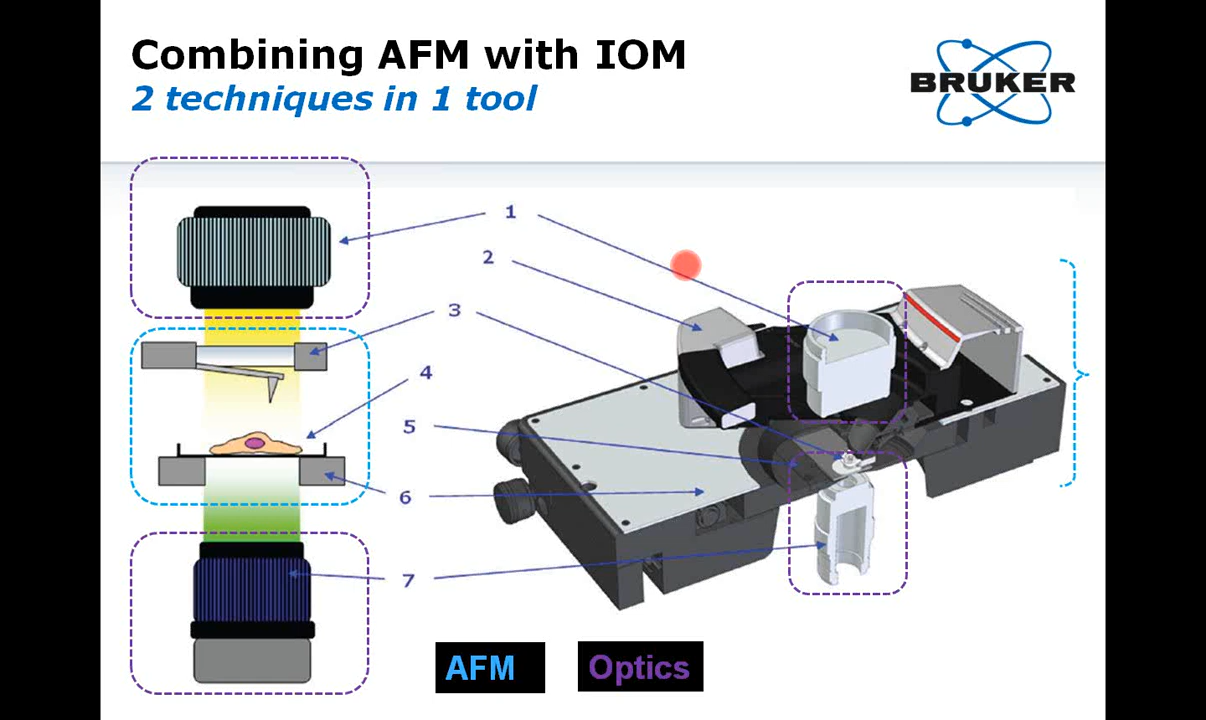 Combining AFM with IOM
2 techniques in 1 tool
BRUKER
1
2
3
4
5
6
7
AFM
Optics